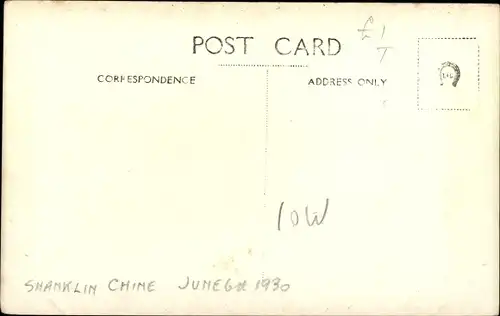 £1
T
POST CARD
CORRESPONDENCE
ADDRESS ONLY
IOW
SHANKLIN CHINE JUNE 6th 1930